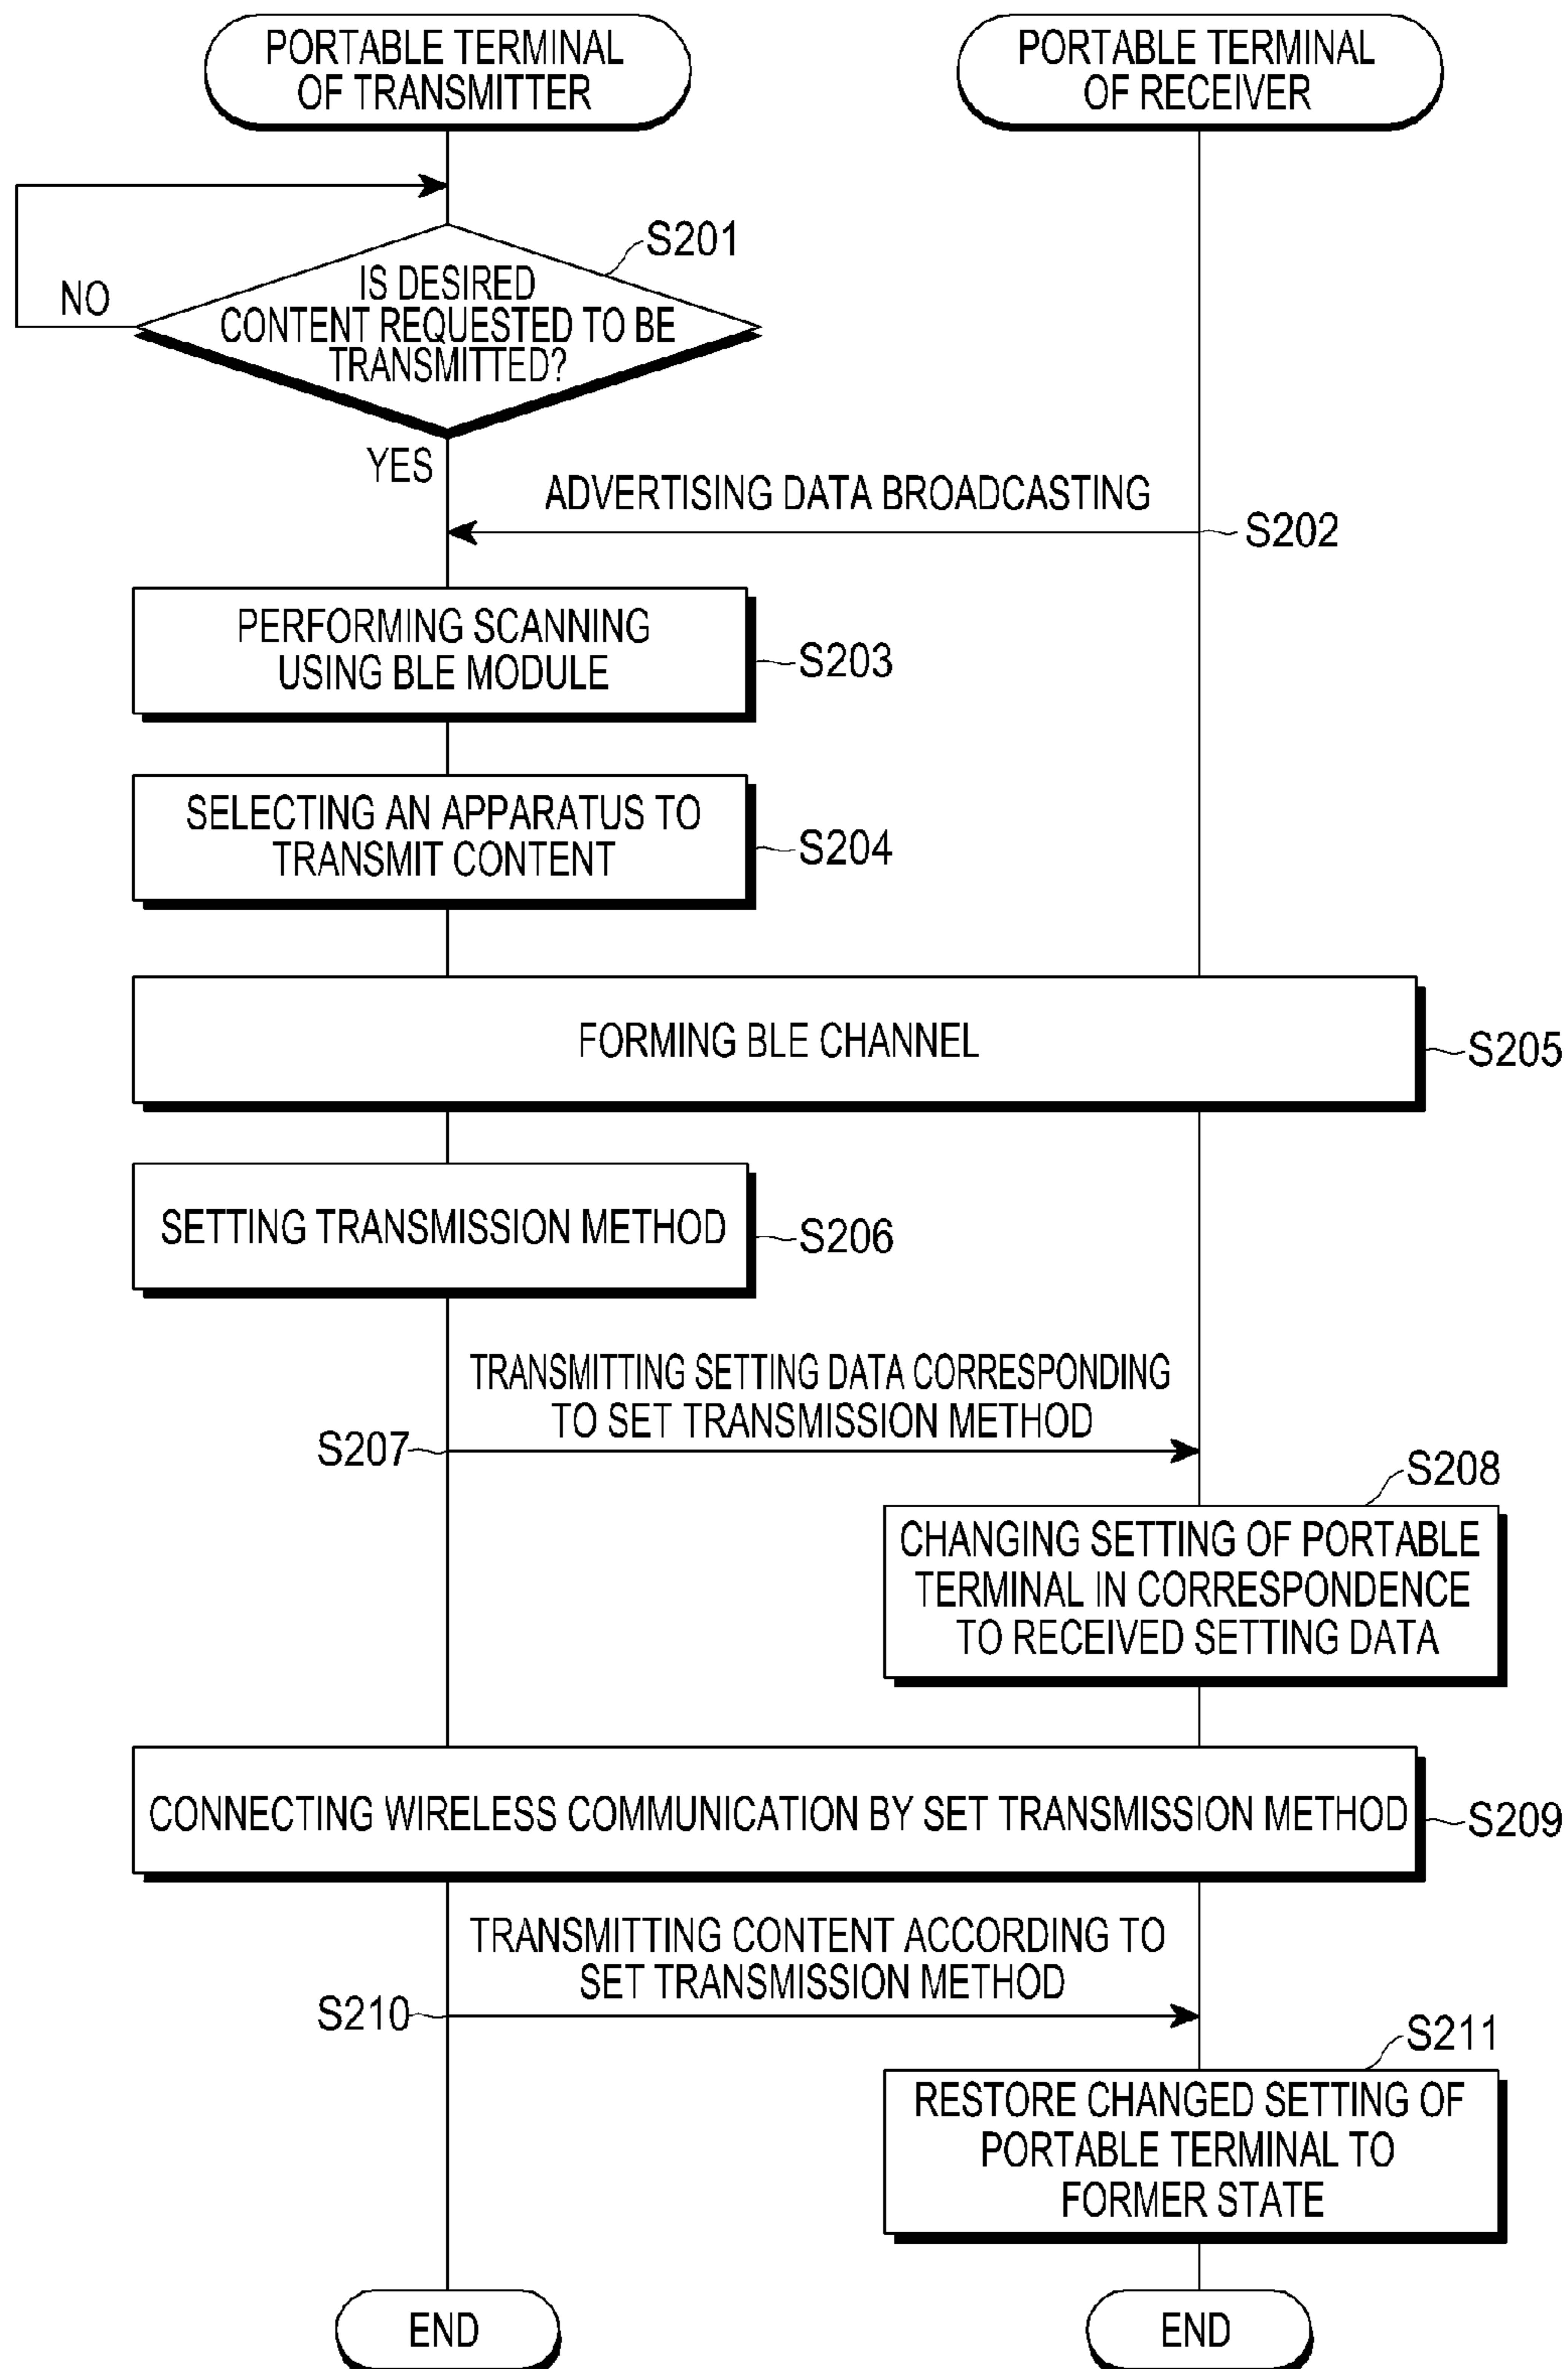 PORTABLE TERMINAL
OF TRANSMITTER
PORTABLE TERMINAL
OF RECEIVER
S201
IS DESIRED
CONTENT REQUESTED TO BE
TRANSMITTED?
NO
YES
ADVERTISING DATA BROADCASTING
S202
PERFORMING SCANNING
USING BLE MODULE
S203
SELECTING AN APPARATUS TO
TRANSMIT CONTENT
S204
FORMING BLE CHANNEL
S205
SETTING TRANSMISSION METHOD
S206
TRANSMITTING SETTING DATA CORRESPONDING
TO SET TRANSMISSION METHOD
S207
S208
CHANGING SETTING OF PORTABLE
TERMINAL IN CORRESPONDENCE
TO RECEIVED SETTING DATA
CONNECTING WIRELESS COMMUNICATION BY SET TRANSMISSION METHOD
S209
TRANSMITTING CONTENT ACCORDING TO
SET TRANSMISSION METHOD
S210
S211
RESTORE CHANGED SETTING OF
PORTABLE TERMINAL TO
FORMER STATE
END
END